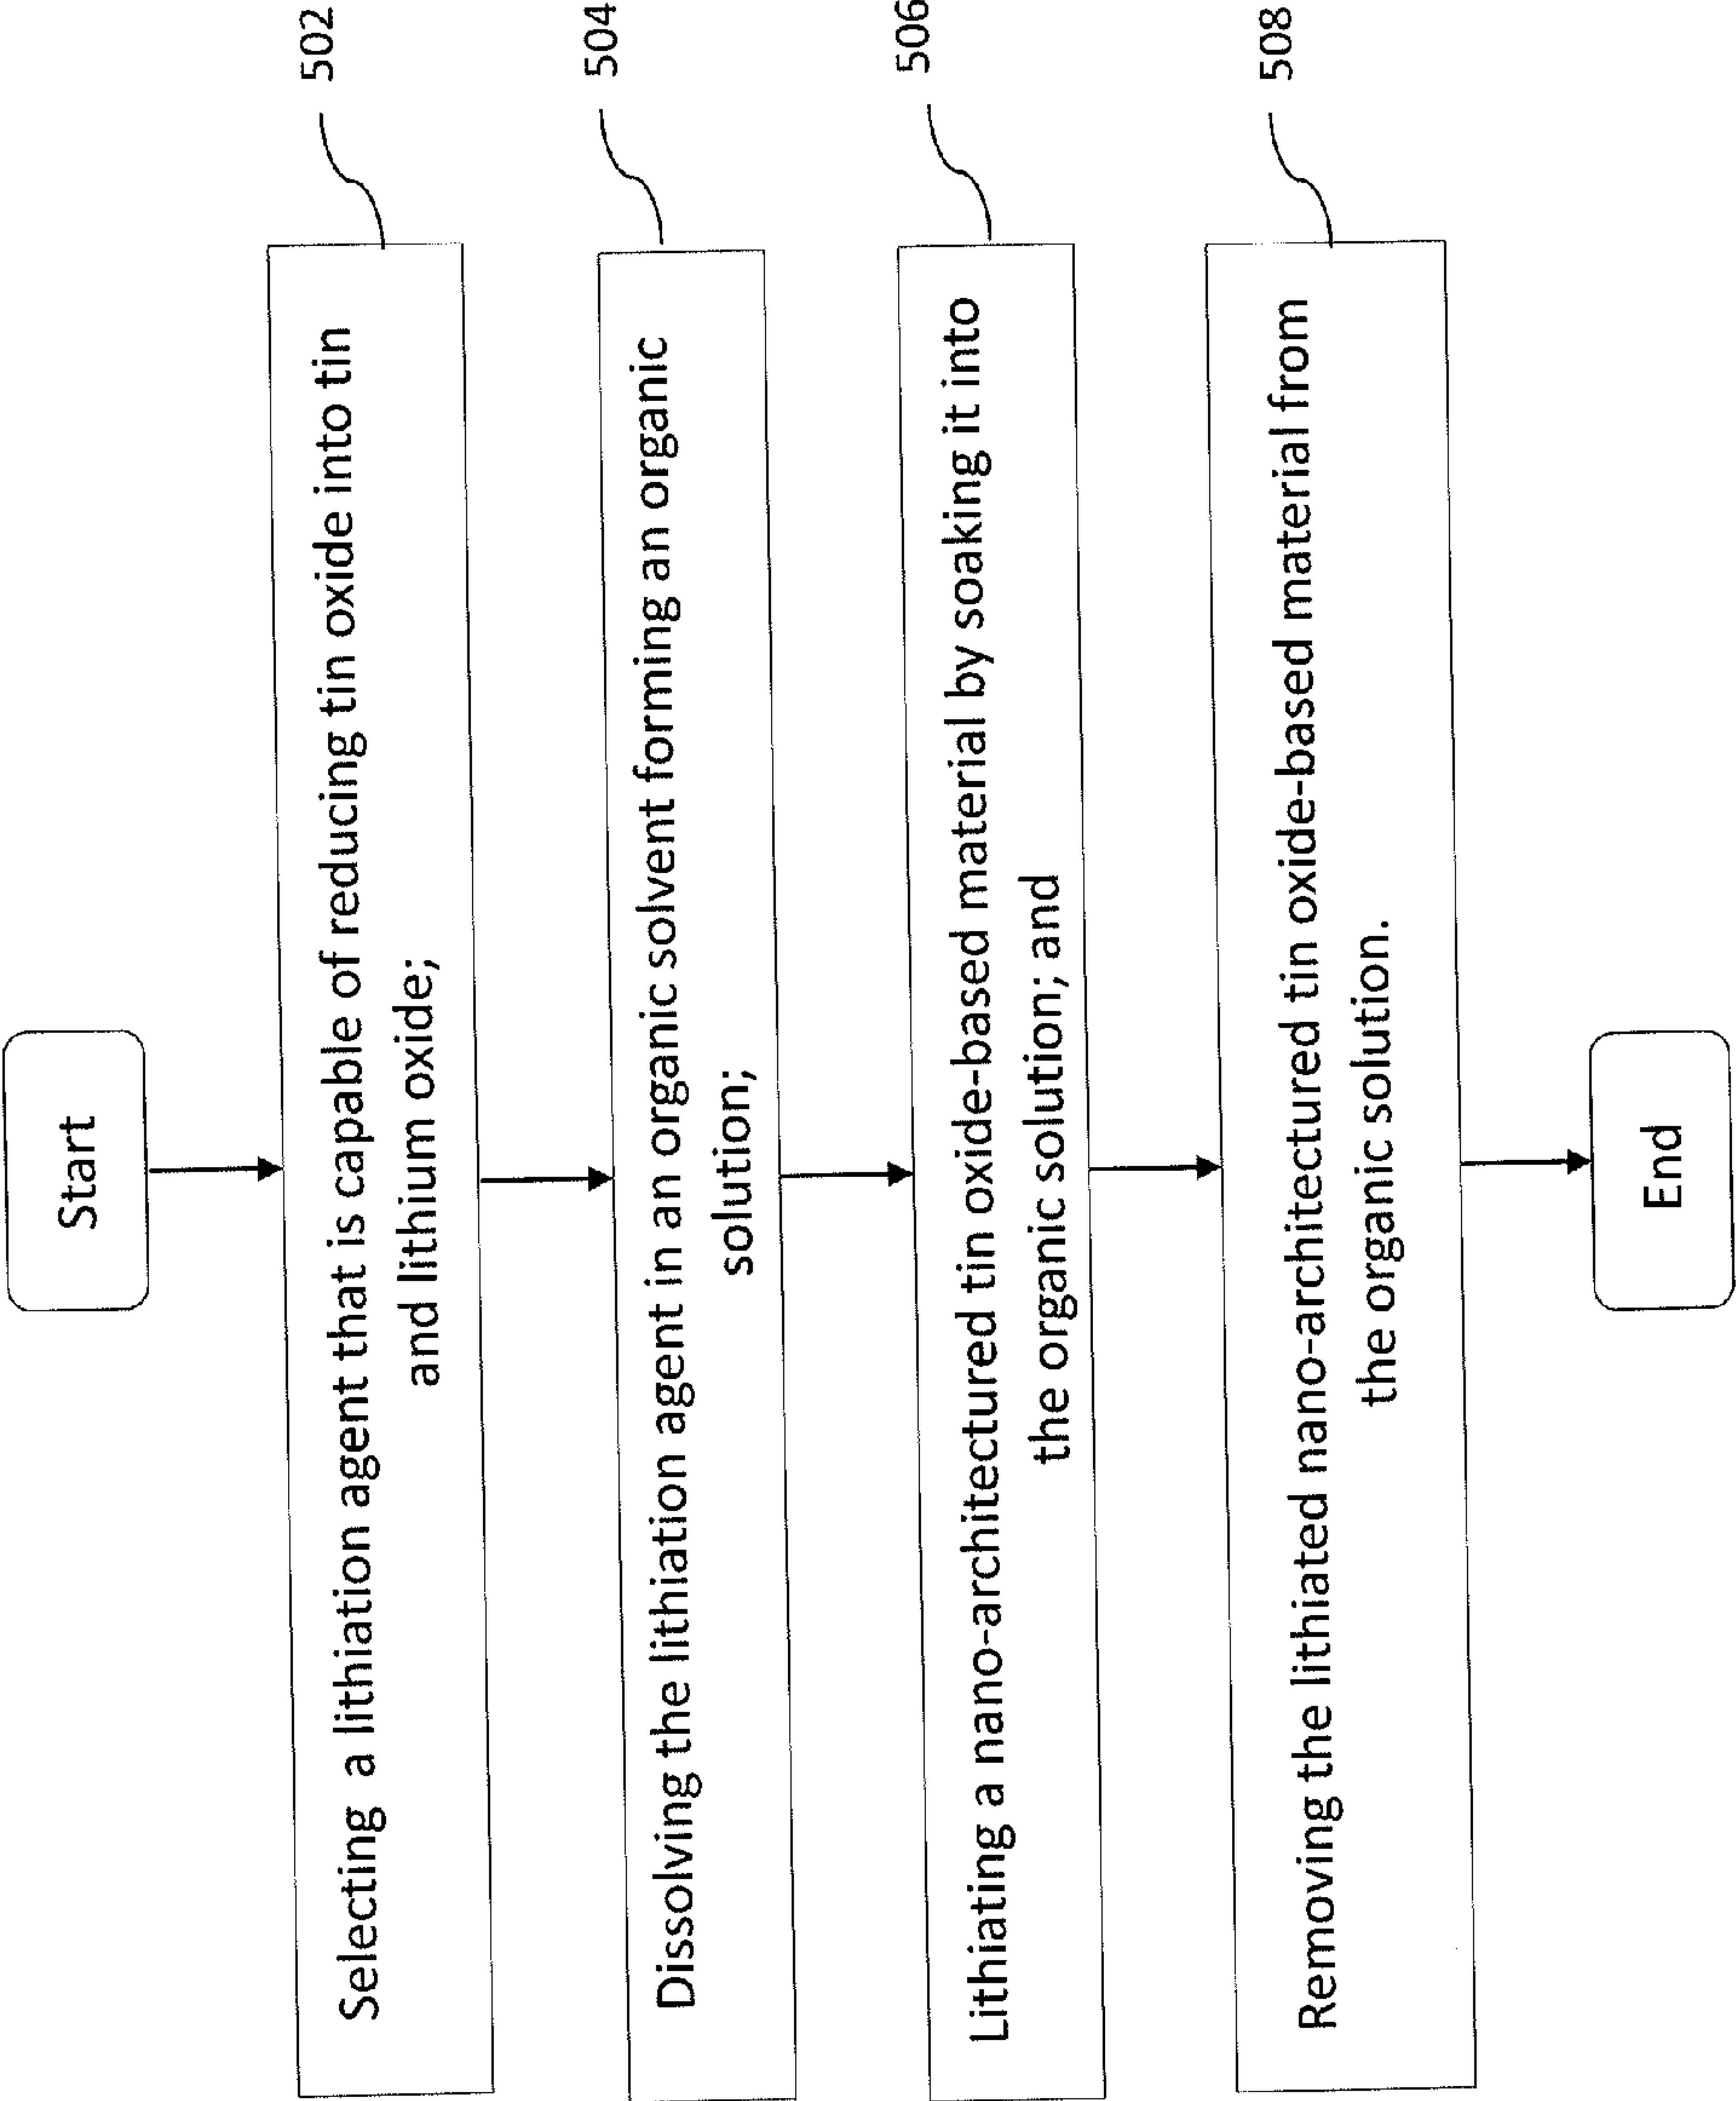 Start
Selecting a lithiation agent that is capable of reducing tin oxide into tin
and lithium oxide;
502
Dissolving the lithiation agent in an organic solvent forming an organic
solution;
504
Lithiating a nano-architectured tin oxide-based material by soaking it into
the organic solution; and
506
Removing the lithiated nano-architectured tin oxide-based material from
the organic solution.
508
End